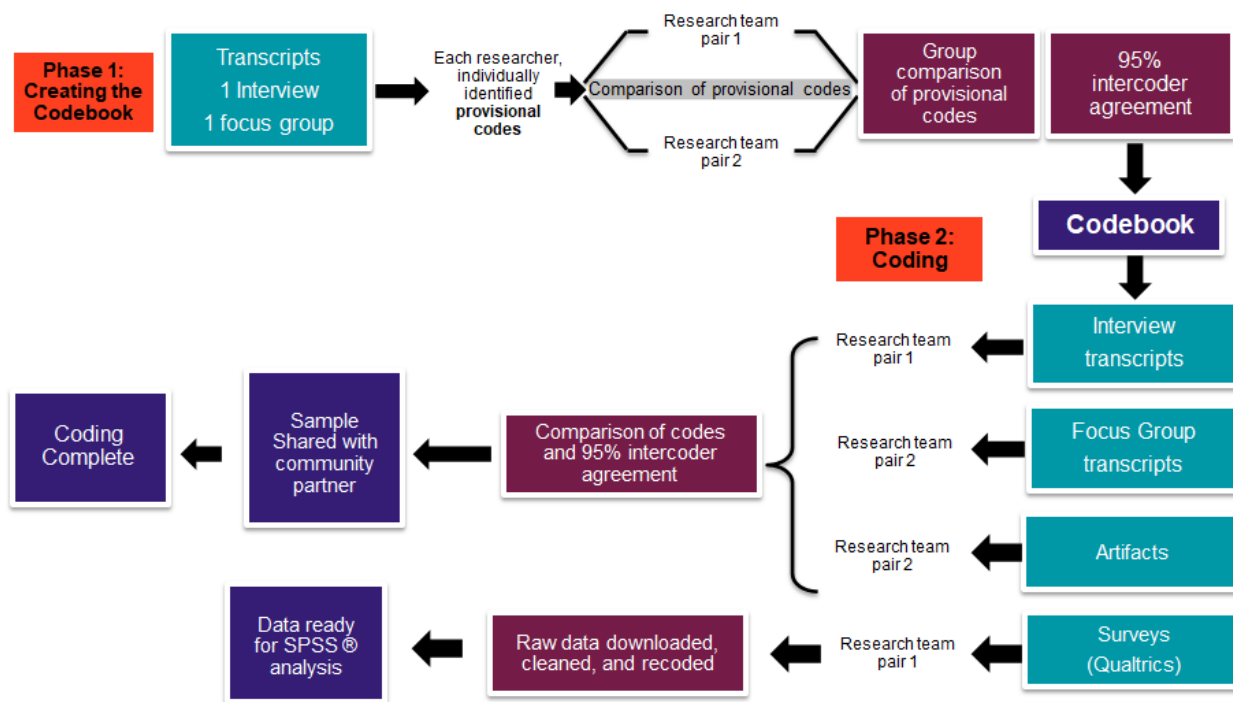 Phase 1:
Creating the
Codebook
Transcripts
1 Interview
1 focus group
Each researcher,
individually
identified
provisional
codes
Research team
pair 1
Comparison of provisional codes
Research team
pair 2
Group
comparison
of provisional
codes
95%
intercoder
agreement
Codebook
Phase 2:
Coding
Interview
transcripts
Research team
pair 1
Focus Group
transcripts
Research team
pair 2
Artifacts
Research team
pair 2
Comparison of codes
and 95% intercoder
agreement
Sample
Shared with
community
partner
Coding
Complete
Surveys
(Qualtrics)
Research team
pair 1
Raw data downloaded,
cleaned, and recoded
Data ready
for SPSS ®
analysis